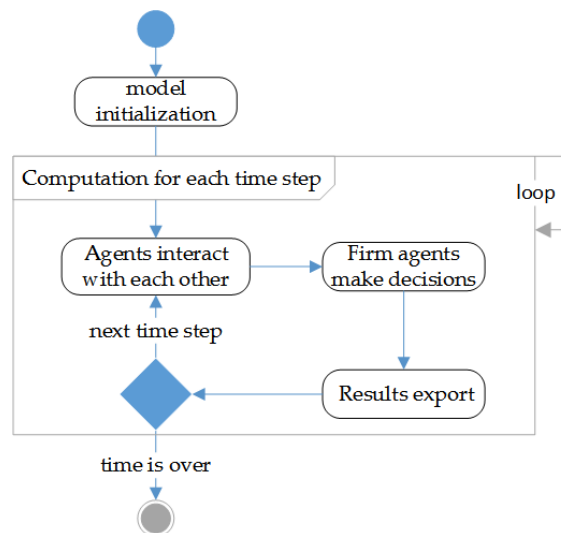 model
initialization
Computation for each time step
loop
Agents interact
with each other
Firm agents
make decisions
next time step
Results export
time is over